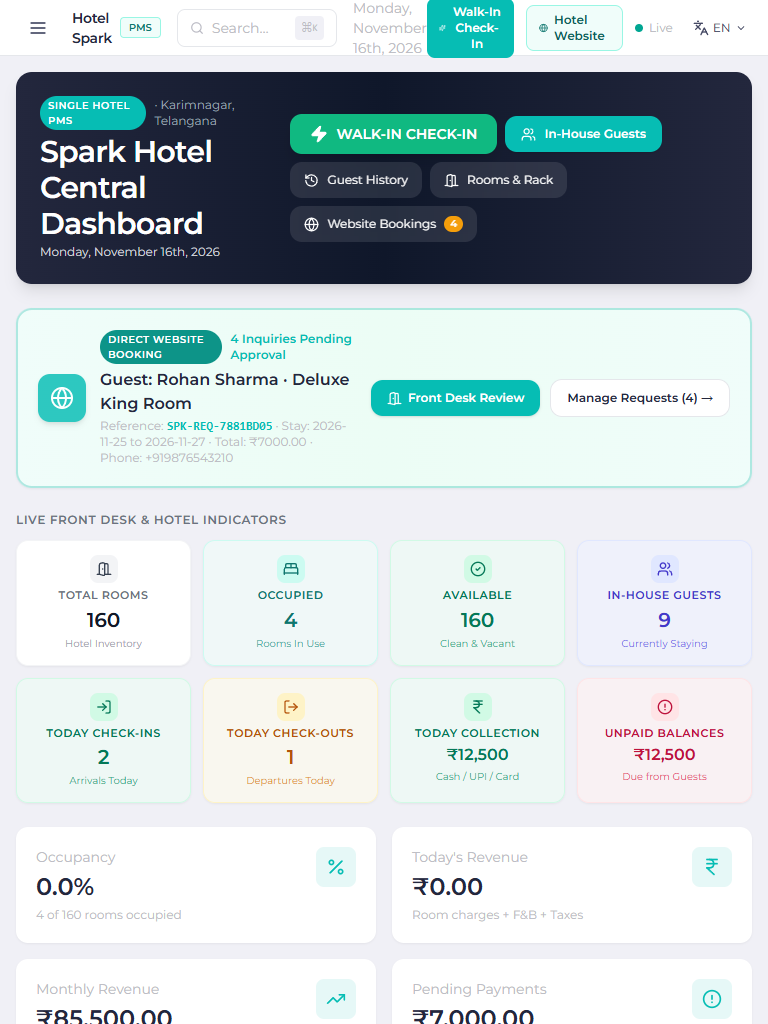 Hotel Spark
PMS
Search...
⌘K
Monday, November 16th, 2026
Walk-In Check-In
Hotel Website
Live
EN
SINGLE HOTEL PMS
· Karimnagar, Telangana
Spark Hotel
Central
Dashboard
Monday, November 16th, 2026
WALK-IN CHECK-IN
In-House Guests
Guest History
Rooms & Rack
Website Bookings 4
DIRECT WEBSITE BOOKING
4 Inquiries Pending Approval
Guest: Rohan Sharma · Deluxe
King Room
Reference: SPK-REQ-7881BD05 · Stay: 2026-
11-25 to 2026-11-27 · Total: ₹7000.00 ·
Phone: +919876543210
Front Desk Review
Manage Requests (4) →
LIVE FRONT DESK & HOTEL INDICATORS
TOTAL ROOMS
160
Hotel Inventory
OCCUPIED
4
Rooms In Use
AVAILABLE
160
Clean & Vacant
IN-HOUSE GUESTS
9
Currently Staying
TODAY CHECK-INS
2
Arrivals Today
TODAY CHECK-OUTS
1
Departures Today
TODAY COLLECTION
₹12,500
Cash / UPI / Card
UNPAID BALANCES
₹12,500
Due from Guests
Occupancy
0.0%
4 of 160 rooms occupied
Today's Revenue
₹0.00
Room charges + F&B + Taxes
Monthly Revenue
₹85,500.00
Pending Payments
₹7,000.00